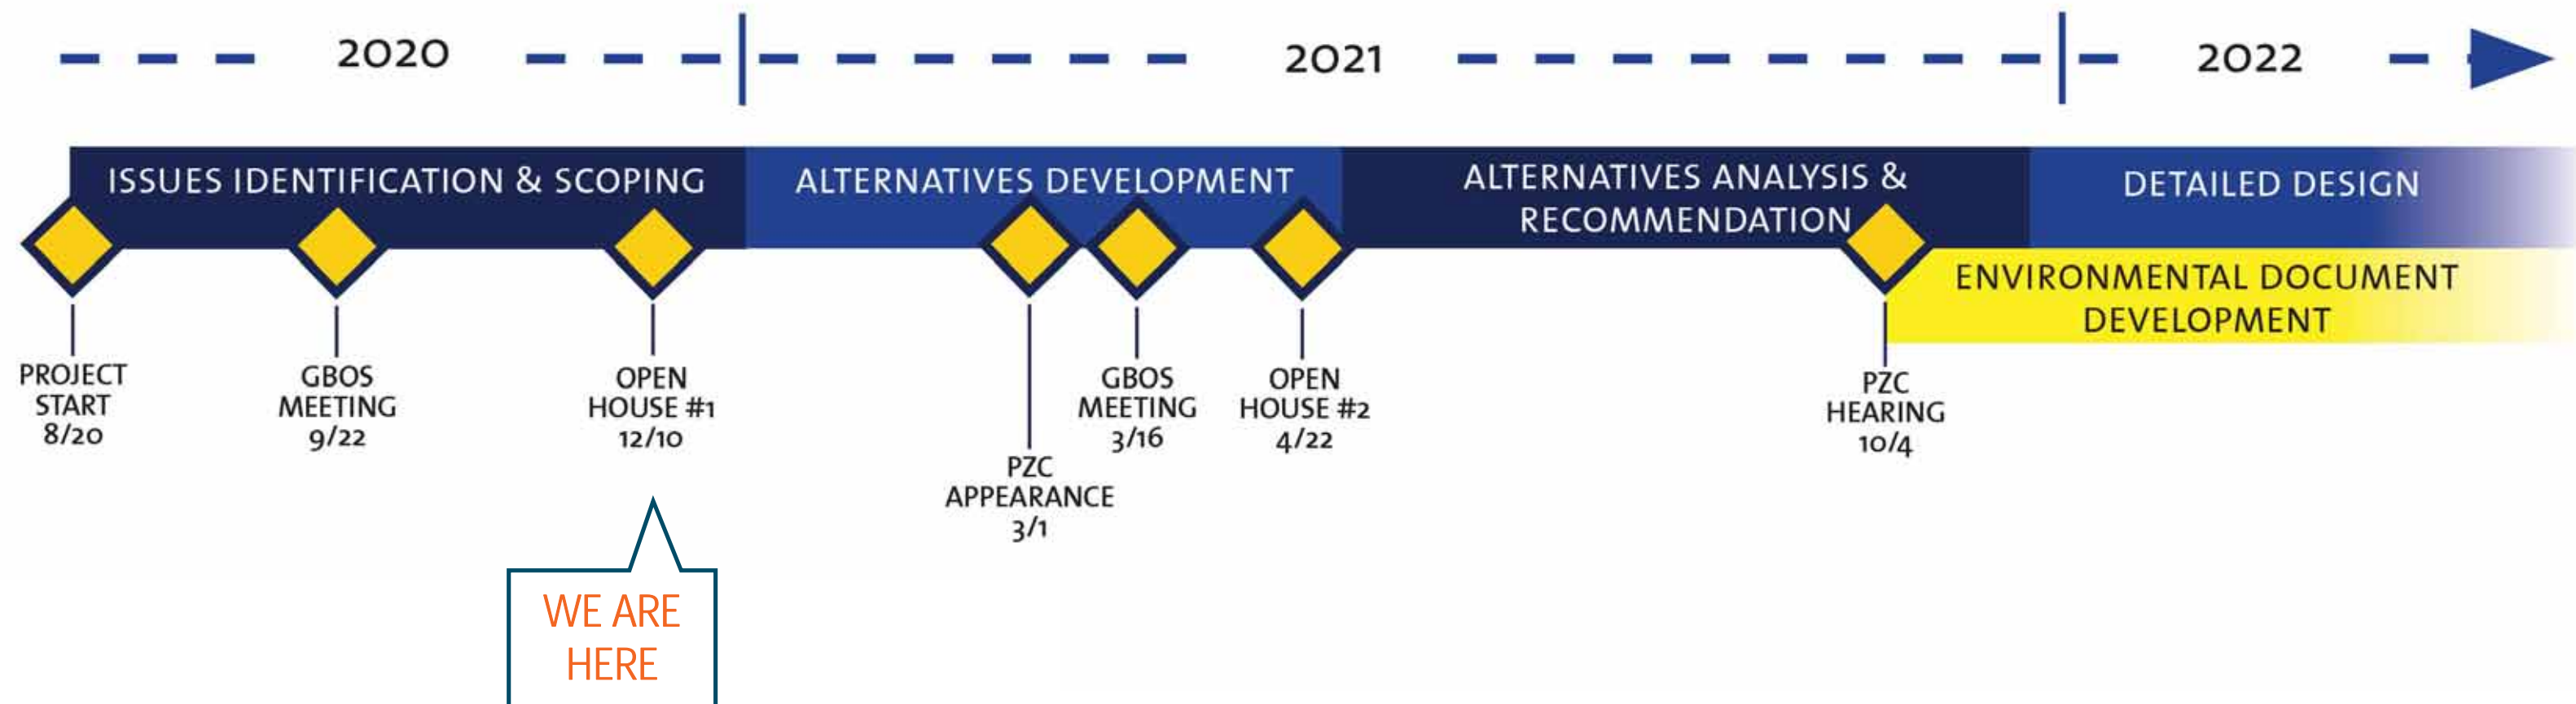 2020
2021
2022
ISSUES IDENTIFICATION & SCOPING
ALTERNATIVES DEVELOPMENT
ALTERNATIVES ANALYSIS &
RECOMMENDATION
DETAILED DESIGN
ENVIRONMENTAL DOCUMENT
DEVELOPMENT
PROJECT
START
8/20
GBOS
MEETING
9/22
OPEN
HOUSE #1
12/10
PZC
APPEARANCE
3/1
GBOS
MEETING
3/16
OPEN
HOUSE #2
4/22
PZC
HEARING
10/4
WE ARE
HERE